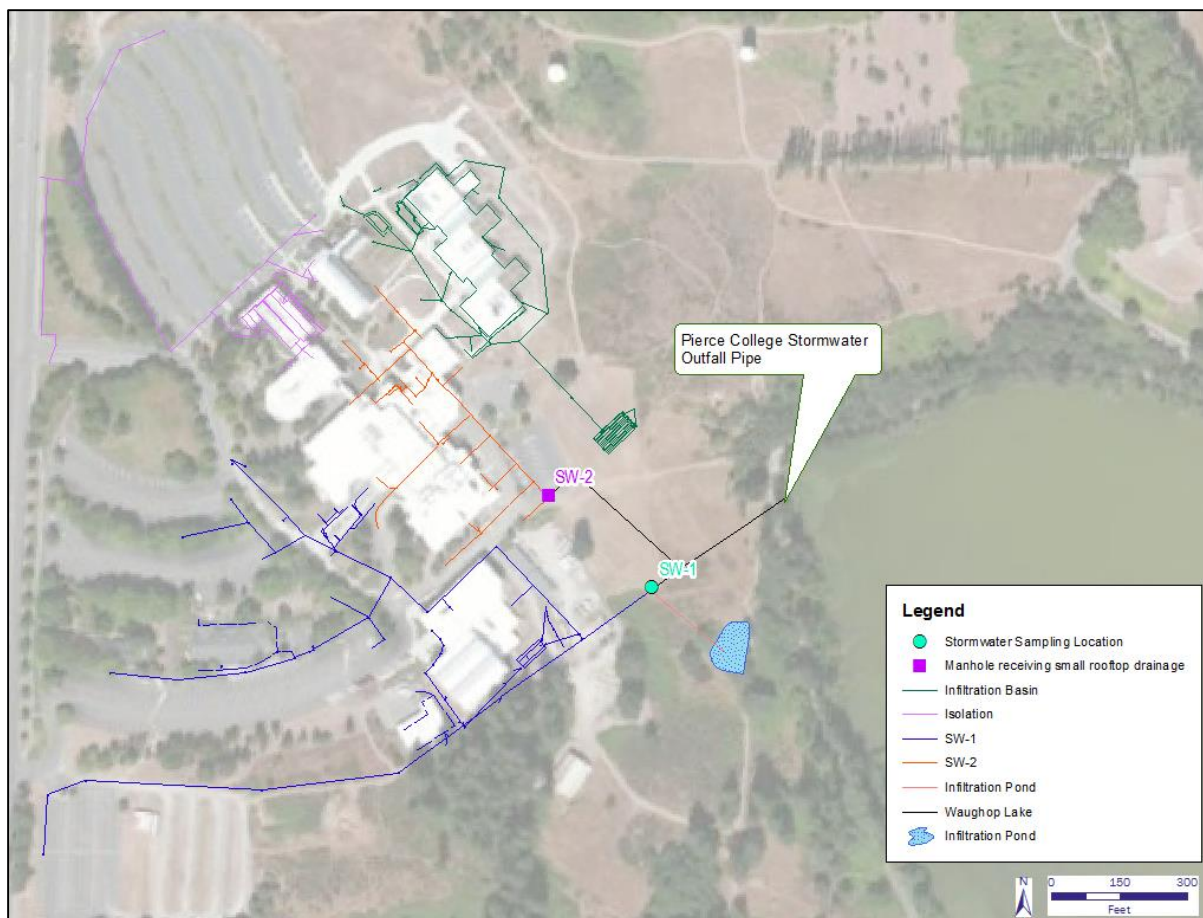 Pierce College Stormwater
Outfall Pipe
SW-2
SW-1
Legend
Stormwater Sampling Location
Manhole receiving small rooftop drainage
Infiltration Basin
Isolation
SW-1
SW-2
Infiltration Pond
Waughop Lake
Infiltration Pond
N
0 150 300
Feet